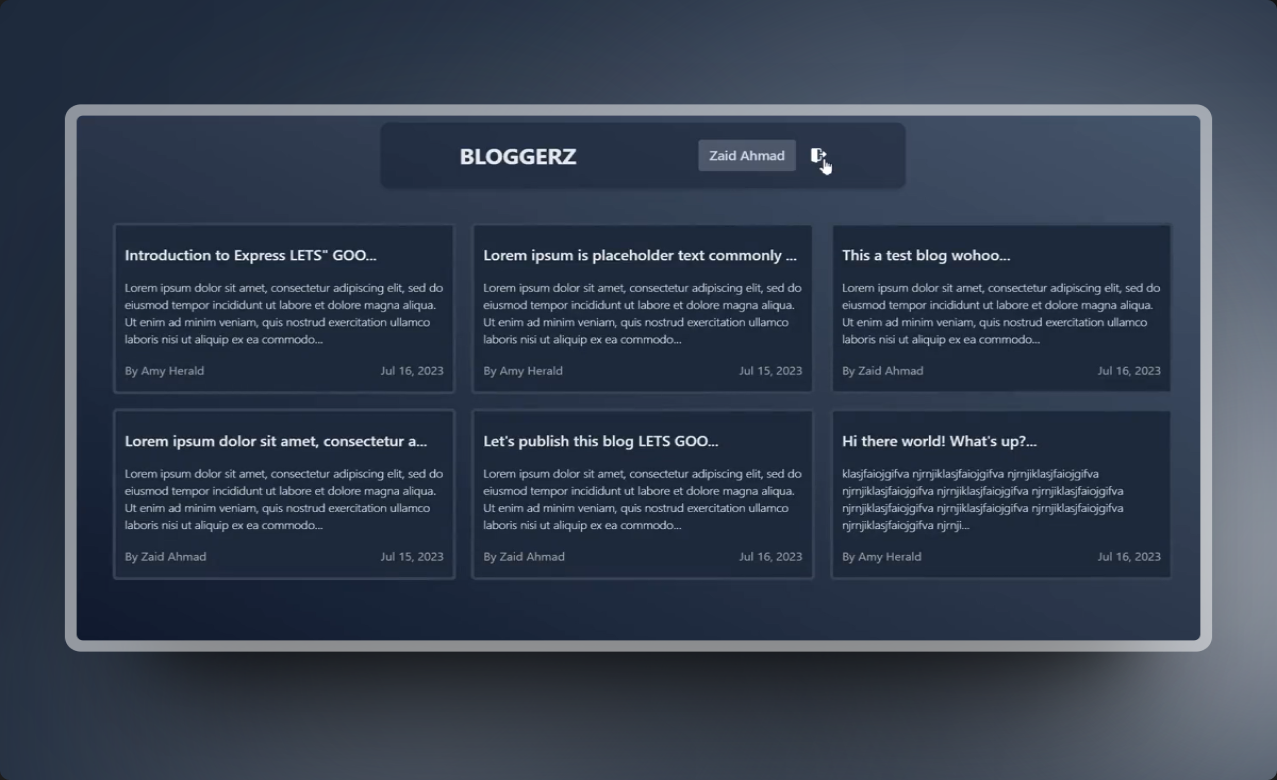 BLOGGERZ
Zaid Ahmad
Introduction to Express LETS" GOO...
Lorem ipsum dolor sit amet, consectetur adipiscing elit, sed do
eiusmod tempor incididunt ut labore et dolore magna aliqua.
Ut enim ad minim veniam, quis nostrud exercitation ullamco
laboris nisi ut aliquip ex ea commodo...
By Amy Herald
Jul 16, 2023
Lorem ipsum is placeholder text commonly ...
Lorem ipsum dolor sit amet, consectetur adipiscing elit, sed do
eiusmod tempor incididunt ut labore et dolore magna aliqua.
Ut enim ad minim veniam, quis nostrud exercitation ullamco
laboris nisi ut aliquip ex ea commodo...
By Amy Herald
Jul 15, 2023
This a test blog wohoo...
Lorem ipsum dolor sit amet, consectetur adipiscing elit, sed do
eiusmod tempor incididunt ut labore et dolore magna aliqua.
Ut enim ad minim veniam, quis nostrud exercitation ullamco
laboris nisi ut aliquip ex ea commodo...
By Zaid Ahmad
Jul 16, 2023
Lorem ipsum dolor sit amet, consectetur a...
Lorem ipsum dolor sit amet, consectetur adipiscing elit, sed do
eiusmod tempor incididunt ut labore et dolore magna aliqua.
Ut enim ad minim veniam, quis nostrud exercitation ullamco
laboris nisi ut aliquip ex ea commodo...
By Zaid Ahmad
Jul 15, 2023
Let's publish this blog LETS GOO...
Lorem ipsum dolor sit amet, consectetur adipiscing elit, sed do
eiusmod tempor incididunt ut labore et dolore magna aliqua.
Ut enim ad minim veniam, quis nostrud exercitation ullamco
laboris nisi ut aliquip ex ea commodo...
By Zaid Ahmad
Jul 16, 2023
Hi there world! What's up?...
klasjfaiojgifva njrnjiklasjfaiojgifva njrnjiklasjfaiojgifva
njrnjiklasjfaiojgifva njrnjiklasjfaiojgifva njrnjiklasjfaiojgifva
njrnjiklasjfaiojgifva njrnjiklasjfaiojgifva njrnjiklasjfaiojgifva
njrnjiklasjfaiojgifva njrnji...
By Amy Herald
Jul 16, 2023